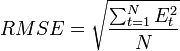 RMSE = \sqrt{\frac{\sum_{t=1}^{N} E_t^2}{N}}